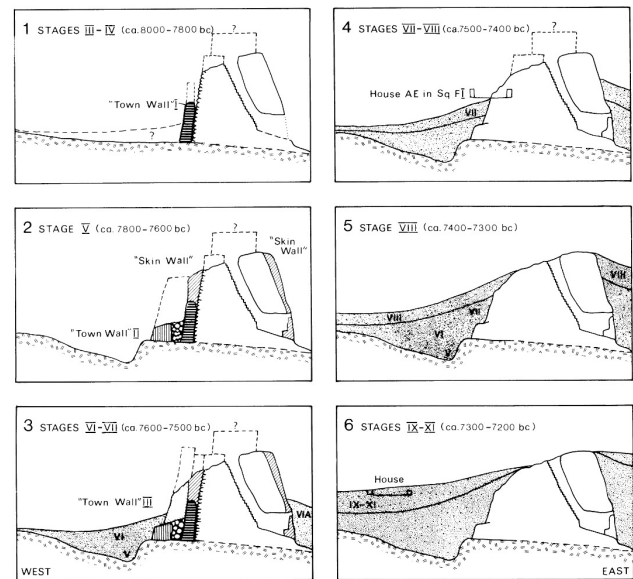 1 STAGES III–IV (ca. 8000–7800 bc)
?
"Town Wall" I
?
2 STAGE V (ca. 7800–7600 bc)
?
"Skin Wall"
"Skin Wall"
"Town Wall" II
3 STAGES VI–VII (ca. 7600–7500 bc)
?
"Town Wall" III
VI
V
VIA
WEST
4 STAGES VII–VIII (ca. 7500–7400 bc)
?
House AE in Sq FI
VII
5 STAGE VIII (ca. 7400–7300 bc)
VIII
VIII
VII
VI
V
6 STAGES IX–XI (ca. 7300–7200 bc)
House
IX–XI
EAST